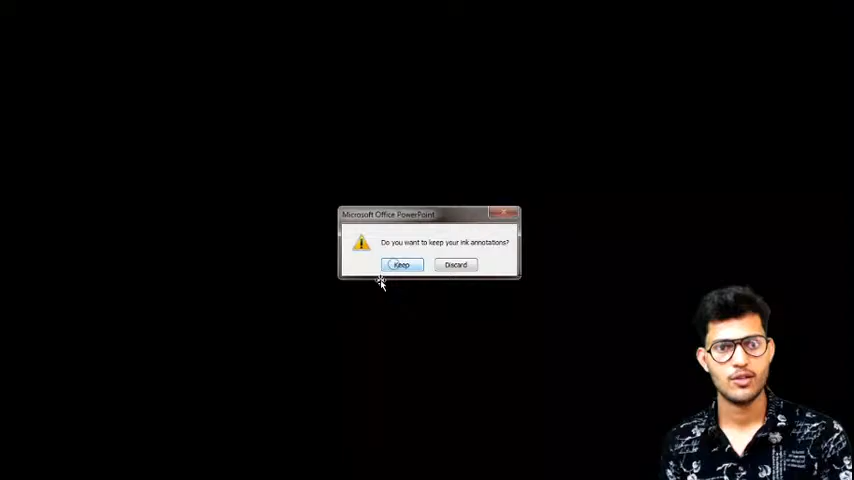 Microsoft Office PowerPoint
Do you want to keep your ink annotations?
Keep
Discard